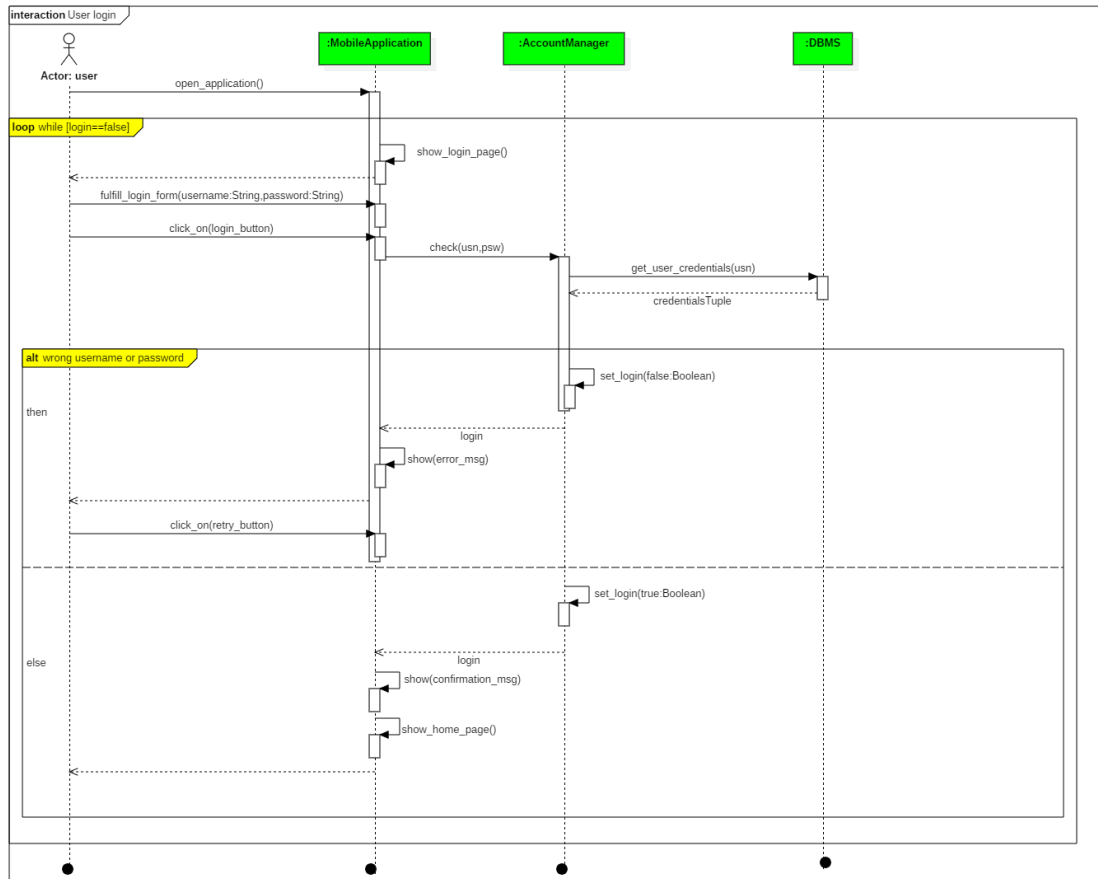 interaction User login
:MobileApplication
:AccountManager
:DBMS
Actor: user
open_application()
loop while [login==false]
show_login_page()
fulfill_login_form(username:String,password:String)
click_on(login_button)
check(usn,psw)
get_user_credentials(usn)
credentialsTuple
alt wrong username or password
set_login(false:Boolean)
then
login
show(error_msg)
click_on(retry_button)
set_login(true:Boolean)
else
login
show(confirmation_msg)
show_home_page()